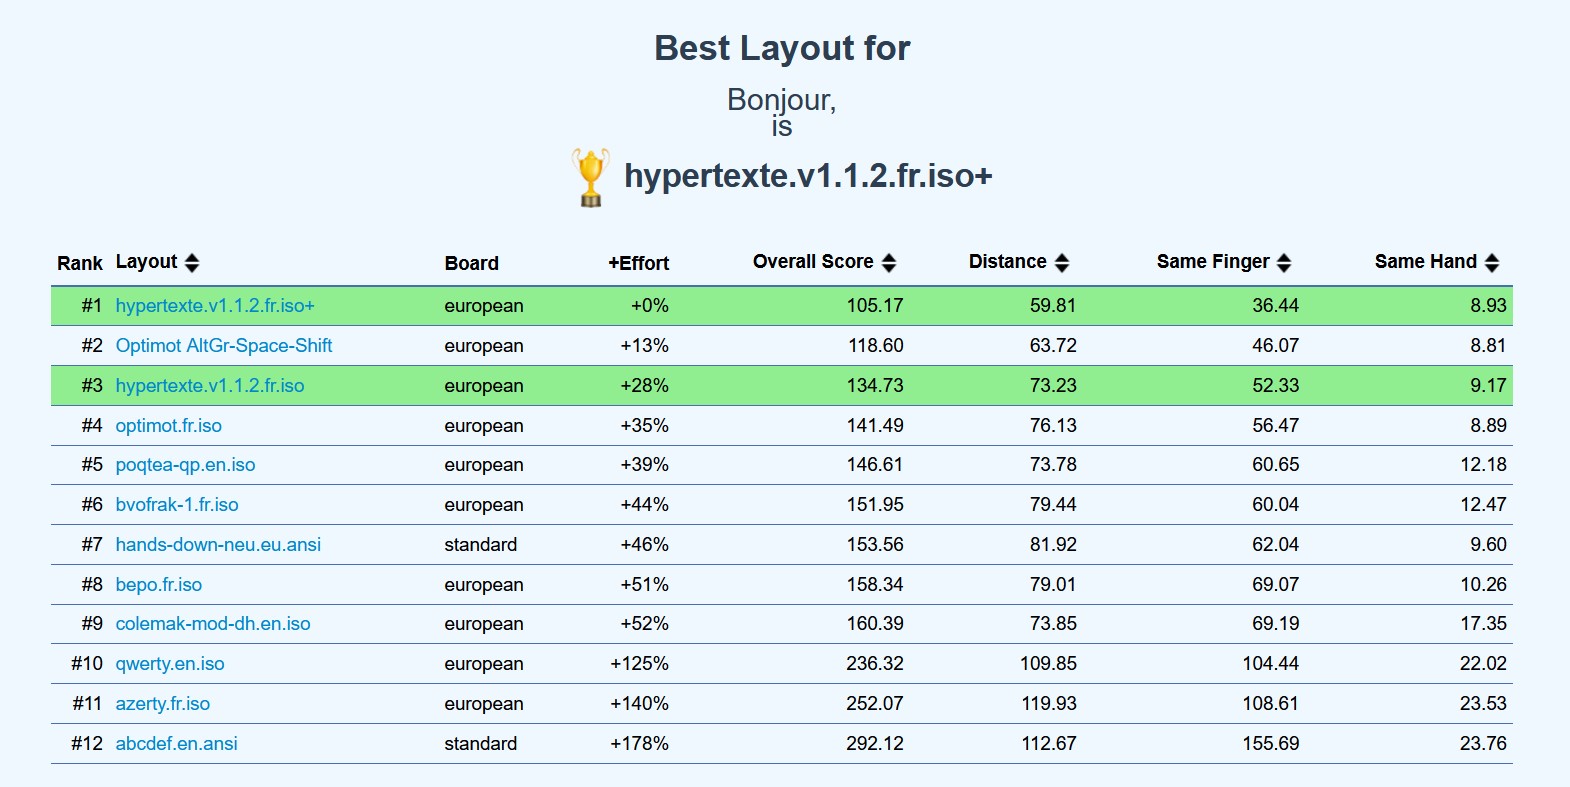 Best Layout for
Bonjour,
is
hypertexte.v1.1.2.fr.iso+
Rank Layout Board +Effort Overall Score Distance Same Finger Same Hand
#1 hypertexte.v1.1.2.fr.iso+ european +0% 105.17 59.81 36.44 8.93
#2 Optimot AltGr-Space-Shift european +13% 118.60 63.72 46.07 8.81
#3 hypertexte.v1.1.2.fr.iso european +28% 134.73 73.23 52.33 9.17
#4 optimot.fr.iso european +35% 141.49 76.13 56.47 8.89
#5 poqtea-qp.en.iso european +39% 146.61 73.78 60.65 12.18
#6 bvofrak-1.fr.iso european +44% 151.95 79.44 60.04 12.47
#7 hands-down-neu.eu.ansi standard +46% 153.56 81.92 62.04 9.60
#8 bepo.fr.iso european +51% 158.34 79.01 69.07 10.26
#9 colemak-mod-dh.en.iso european +52% 160.39 73.85 69.19 17.35
#10 qwerty.en.iso european +125% 236.32 109.85 104.44 22.02
#11 azerty.fr.iso european +140% 252.07 119.93 108.61 23.53
#12 abcdef.en.ansi standard +178% 292.12 112.67 155.69 23.76